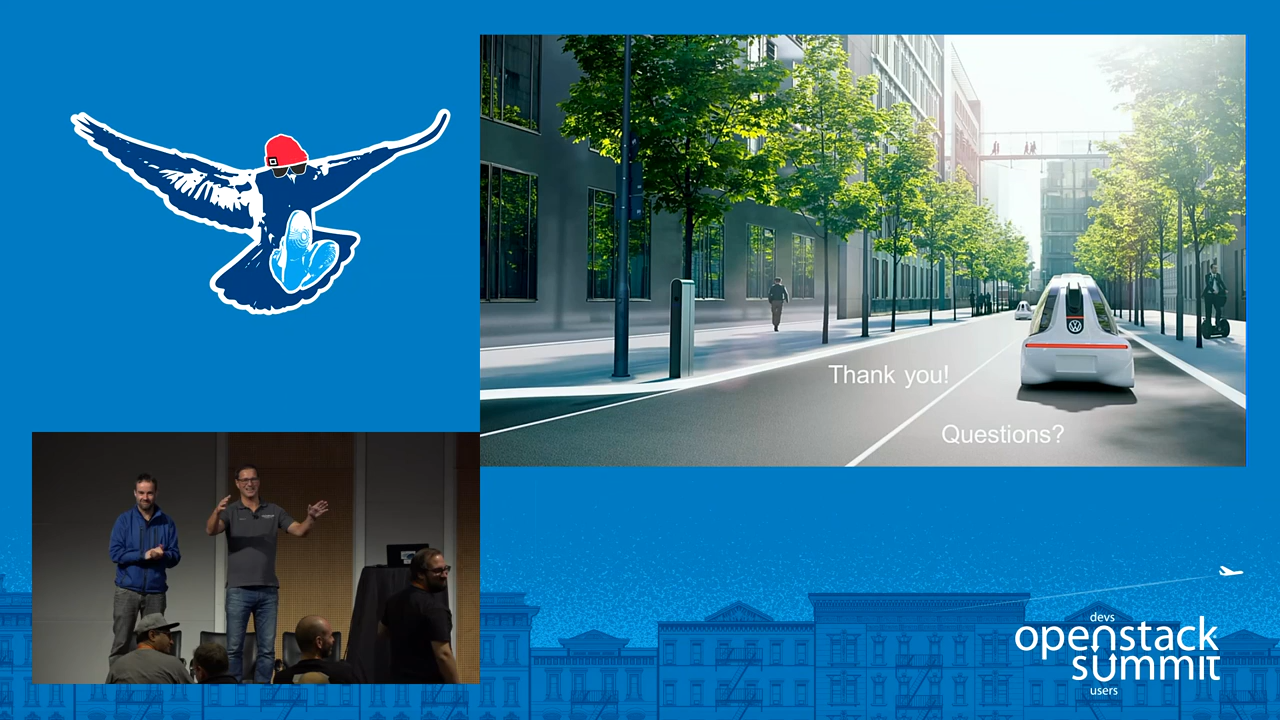 Thank you!
Questions?
devs
openstack
summit
users